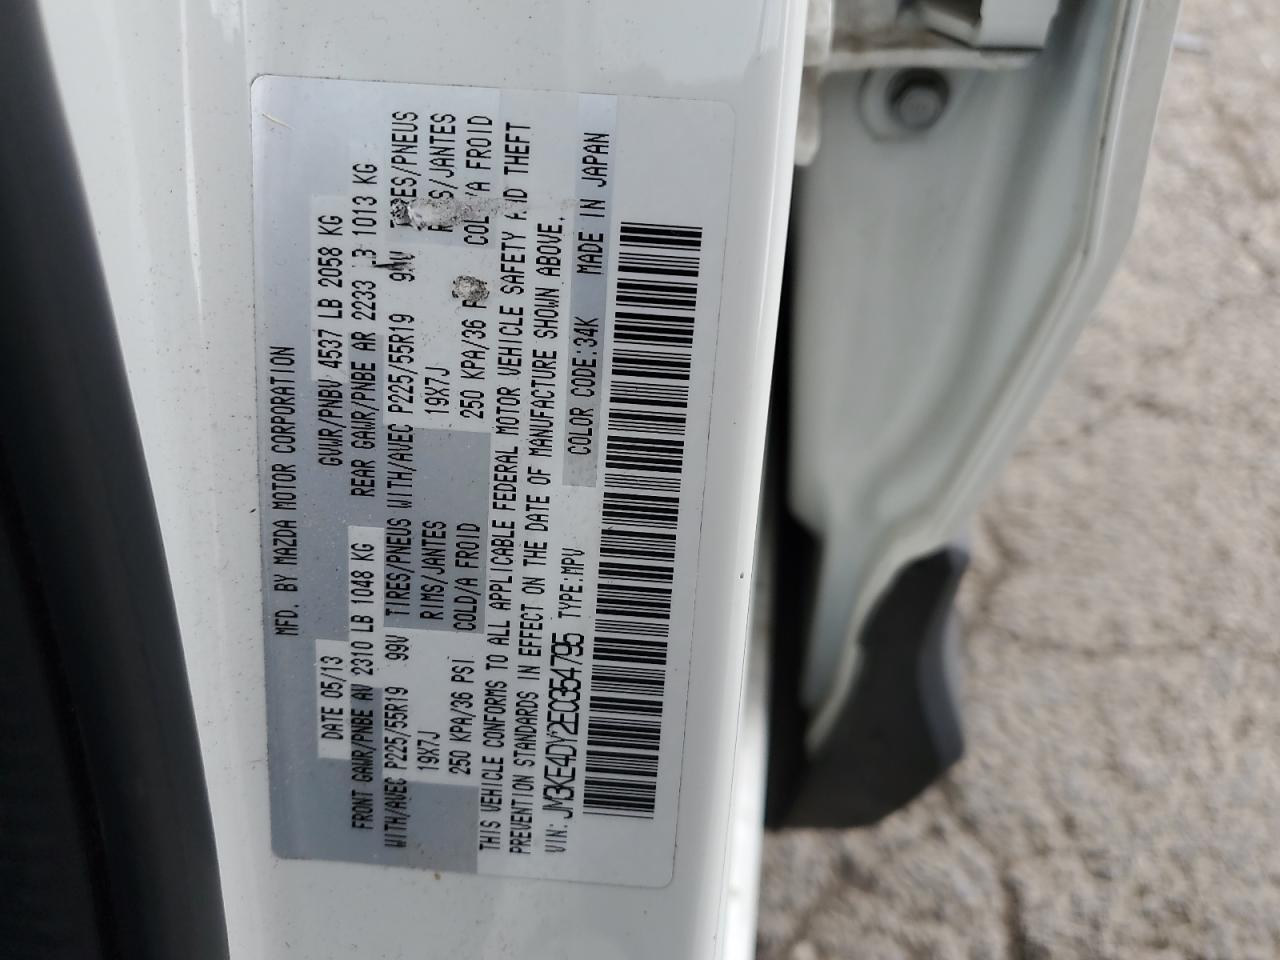 MFD. BY MAZDA MOTOR CORPORATION
DATE 05/13 GVWR/PNBV 4537 LB 2058 KG
FRONT GAWR/PNBE AV 2310 LB 1048 KG REAR GAWR/PNBE AR 2233 1013 KG
WITH/AVEC P225/55R19 99V TIRES/PNEUS WITH/AVEC P225/55R19 99V /PNEUS
19X7J RIMS/JANTES 19X7J /JANTES
250 KPA/36 PSI COLD/A FROID 250 KPA/36 FROID
THIS VEHICLE CONFORMS TO ALL APPLICABLE FEDERAL MOTOR VEHICLE SAFETY AND THEFT
PREVENTION STANDARDS IN EFFECT ON THE DATE OF MANUFACTURE SHOWN ABOVE.
VIN: JM3KE4DY2E0354795 TYPE:MPV COLOR CODE:34K MADE IN JAPAN